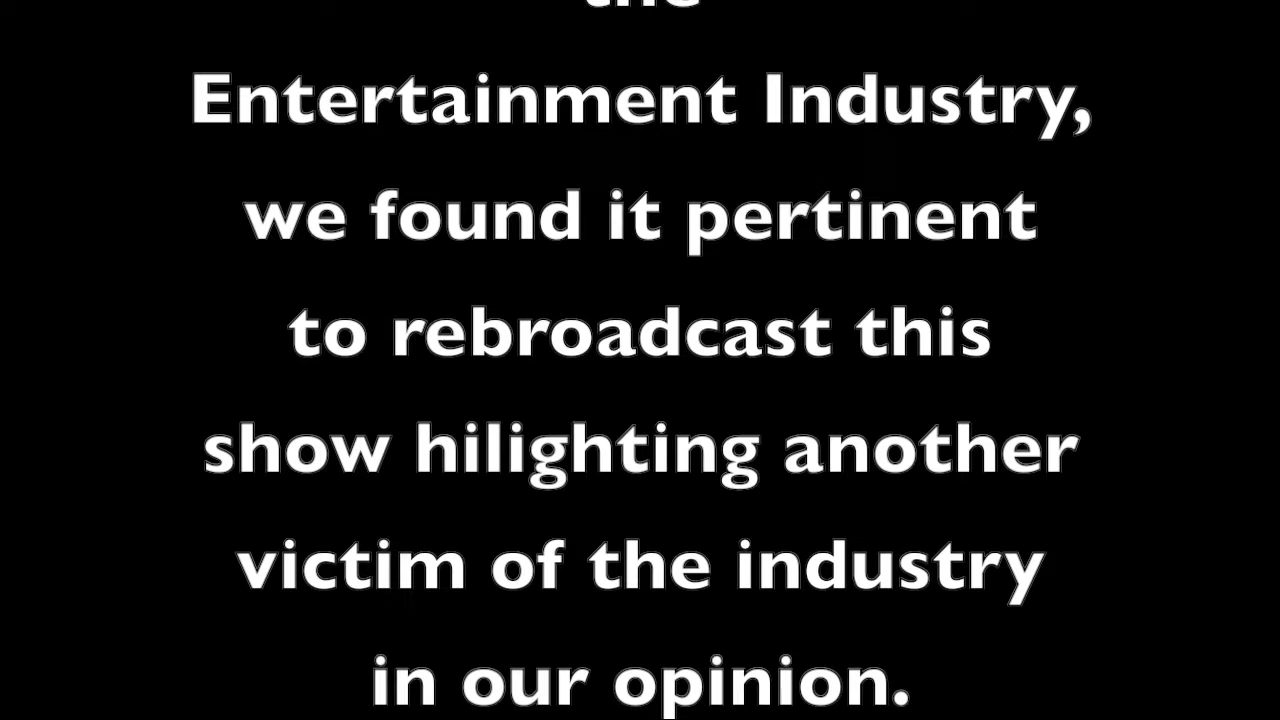 the
Entertainment Industry,
we found it pertinent
to rebroadcast this
show hilighting another
victim of the industry
in our opinion.